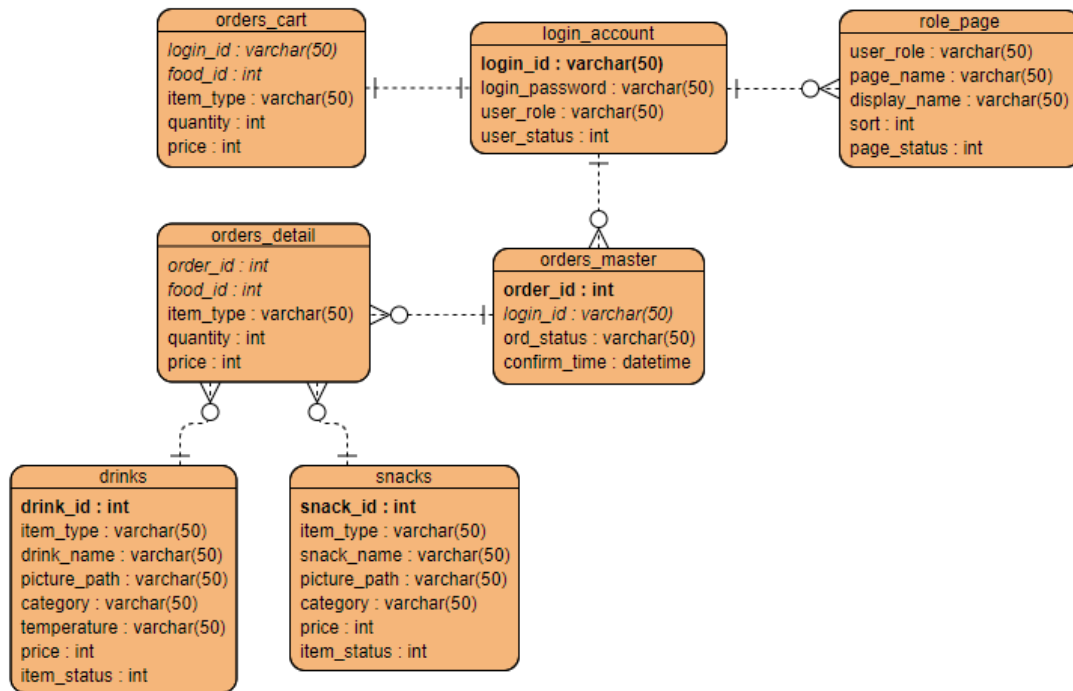 orders_cart
login_id : varchar(50)
food_id : int
item_type : varchar(50)
quantity : int
price : int
login_account
login_id : varchar(50)
login_password : varchar(50)
user_role : varchar(50)
user_status : int
role_page
user_role : varchar(50)
page_name : varchar(50)
display_name : varchar(50)
sort : int
page_status : int
orders_detail
order_id : int
food_id : int
item_type : varchar(50)
quantity : int
price : int
orders_master
order_id : int
login_id : varchar(50)
ord_status : varchar(50)
confirm_time : datetime
drinks
drink_id : int
item_type : varchar(50)
drink_name : varchar(50)
picture_path : varchar(50)
category : varchar(50)
temperature : varchar(50)
price : int
item_status : int
snacks
snack_id : int
item_type : varchar(50)
snack_name : varchar(50)
picture_path : varchar(50)
category : varchar(50)
price : int
item_status : int